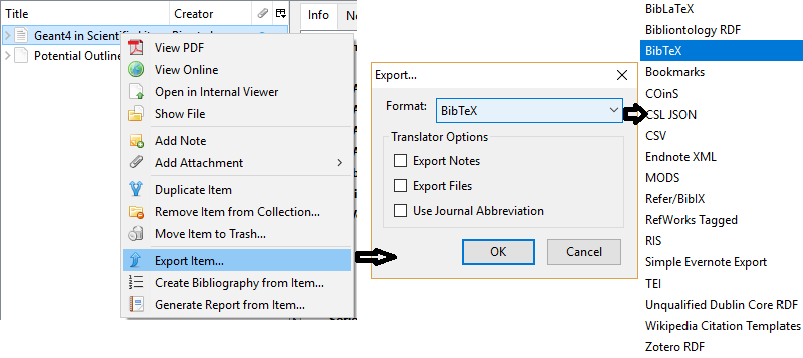 Title Creator
Info No
Geant4 in Scientific
Potential Outline
View PDF
View Online
Open in Internal Viewer
Show File
Add Note
Add Attachment
Duplicate Item
Remove Item from Collection...
Move Item to Trash...
Export Item...
Create Bibliography from Item...
Generate Report from Item...
Export...
Format: BibTeX
Translator Options
Export Notes
Export Files
Use Journal Abbreviation
OK Cancel
BibLaTeX
Bibliontology RDF
BibTeX
Bookmarks
COinS
CSL JSON
CSV
Endnote XML
MODS
Refer/BibIX
RefWorks Tagged
RIS
Simple Evernote Export
TEI
Unqualified Dublin Core RDF
Wikipedia Citation Templates
Zotero RDF